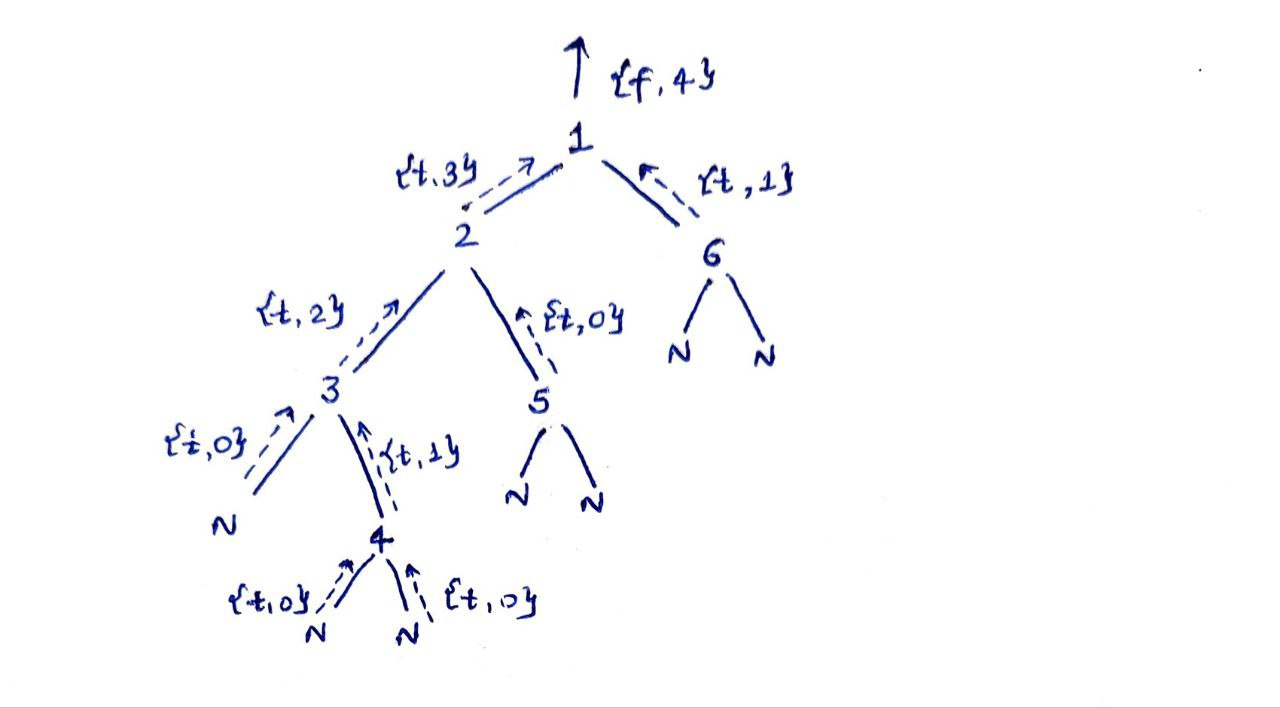 {f, 4}
1
{t, 3}
{t, 1}
2
6
{t, 2}
{t, 0}
N
N
3
5
{t, 0}
{t, 1}
N
N
N
4
{t, 0}
{t, 0}
N
N